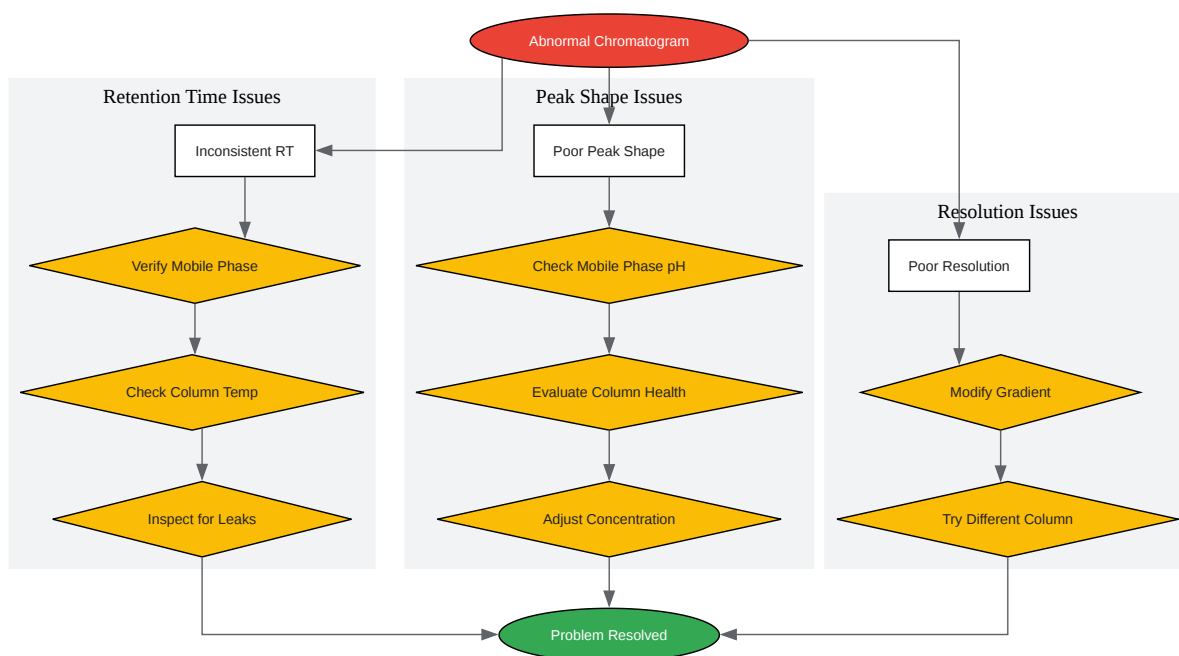 Abnormal Chromatogram
Retention Time Issues
Inconsistent RT
Verify Mobile Phase
Check Column Temp
Inspect for Leaks
Peak Shape Issues
Poor Peak Shape
Check Mobile Phase pH
Evaluate Column Health
Adjust Concentration
Resolution Issues
Poor Resolution
Modify Gradient
Try Different Column
Problem Resolved